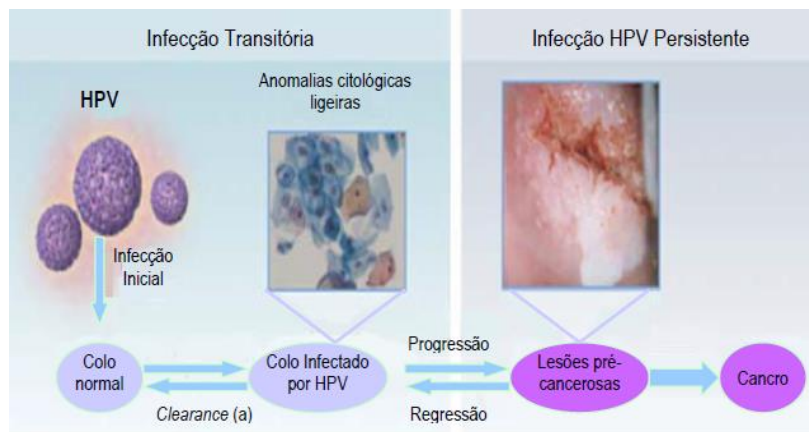 Infecção Transitória
Infecção HPV Persistente
HPV
Anomalias citológicas
ligeiras
Infecção
Inicial
Colo
normal
Clearance (a)
Colo Infectado
por HPV
Progressão
Regressão
Lesões pré-
cancerosas
Cancro